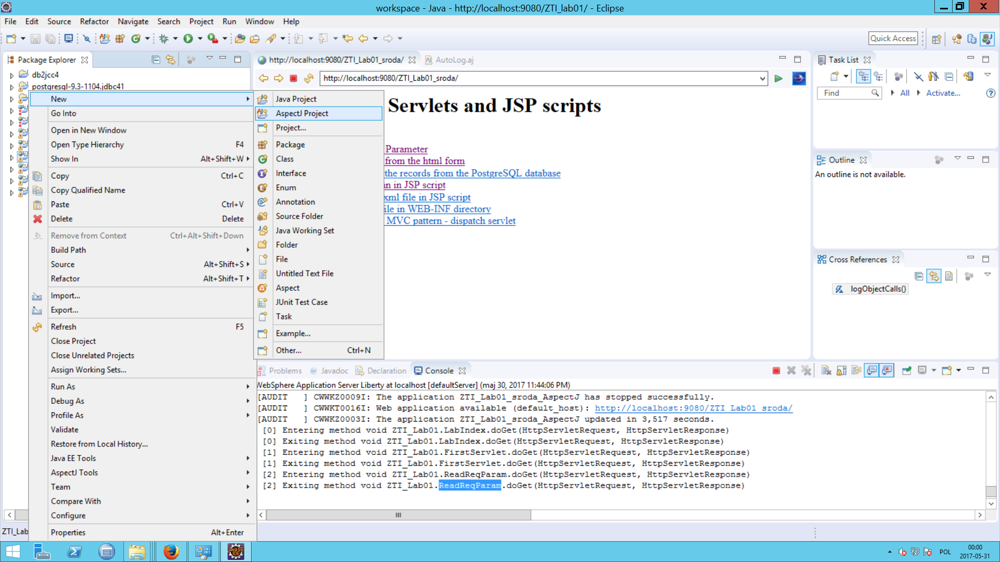 workspace - Java - http://localhost:9080/ZTI_lab01/ - Eclipse
File Edit Source Refactor Navigate Search Project Run Window Help
Quick Access
Package Explorer
db2jcc4
postgresql-9.3-1104.jdbc41
New
Go Into
Open in New Window
Open Type Hierarchy F4
Show In Alt+Shift+W
Copy Ctrl+C
Copy Qualified Name
Paste Ctrl+V
Delete Delete
Remove from Context Ctrl+Alt+Shift+Down
Build Path
Source Alt+Shift+S
Refactor Alt+Shift+T
Import...
Export...
Refresh F5
Close Project
Close Unrelated Projects
Assign Working Sets...
Run As
Debug As
Profile As
Validate
Restore from Local History...
Java EE Tools
AspectJ Tools
Team
Compare With
Configure
Properties Alt+Enter
ZTI_Lab
Java Project
AspectJ Project
Project...
Package
Class
Interface
Enum
Annotation
Source Folder
Java Working Set
Folder
File
Untitled Text File
Aspect
JUnit Test Case
Task
Example...
Other... Ctrl+N
http://localhost:9080/ZTI_Lab01_sroda/
AutoLog.aj
http://localhost:9080/ZTI_Lab01_sroda/
Servlets and JSP scripts
Parameter
from the html form
the records from the PostgreSQL database
in JSP script
xml file in JSP script
file in WEB-INF directory
MVC pattern - dispatch servlet
Task List
Find All Activate...
Outline
An outline is not available.
Cross References
logObjectCalls()
Problems Javadoc Declaration Console
WebSphere Application Server Liberty at localhost [defaultServer] (maj 30, 2017 11:44:06 PM)
[AUDIT ] CWWKZ0009I: The application ZTI_Lab01_sroda_AspectJ has stopped successfully.
[AUDIT ] CWWKT0016I: Web application available (default_host): http://localhost:9080/ZTI_Lab01_sroda/
[AUDIT ] CWWKZ0003I: The application ZTI_Lab01_sroda_AspectJ updated in 3,517 seconds.
[0] Entering method void ZTI_Lab01.LabIndex.doGet(HttpServletRequest, HttpServletResponse)
[0] Exiting method void ZTI_Lab01.LabIndex.doGet(HttpServletRequest, HttpServletResponse)
[1] Entering method void ZTI_Lab01.FirstServlet.doGet(HttpServletRequest, HttpServletResponse)
[1] Exiting method void ZTI_Lab01.FirstServlet.doGet(HttpServletRequest, HttpServletResponse)
[2] Entering method void ZTI_Lab01.ReadReqParam.doGet(HttpServletRequest, HttpServletResponse)
[2] Exiting method void ZTI_Lab01.ReadReqParam.doGet(HttpServletRequest, HttpServletResponse)
Java EE
IDE
POL
00:00
2017-05-31